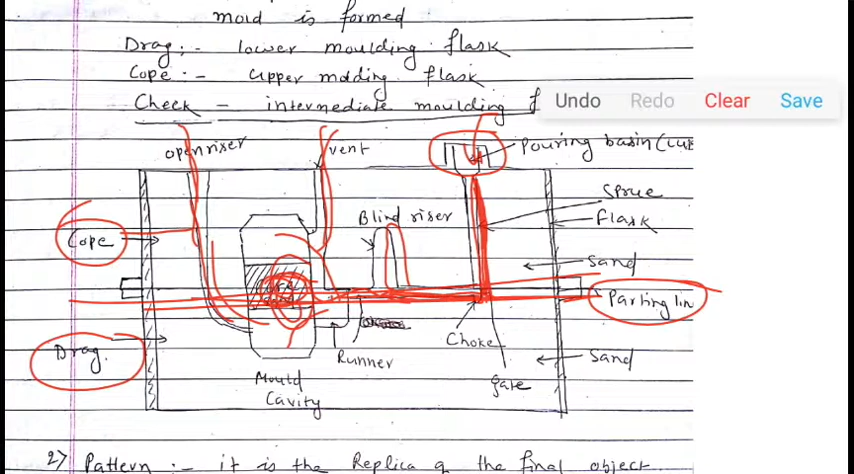 mold is formed
Drag :- lower moulding flask
Cope :- upper molding flask
Check - intermediate moulding
Undo Redo Clear Save
open riser
vent
Pouring basin (
Sprue
Blind riser
flask
Cope
Sand
Parting lin
Drag.
Choke
Runner
Sand
gate
Mould
Cavity
2) Pattern :- it is the Replica of the final object